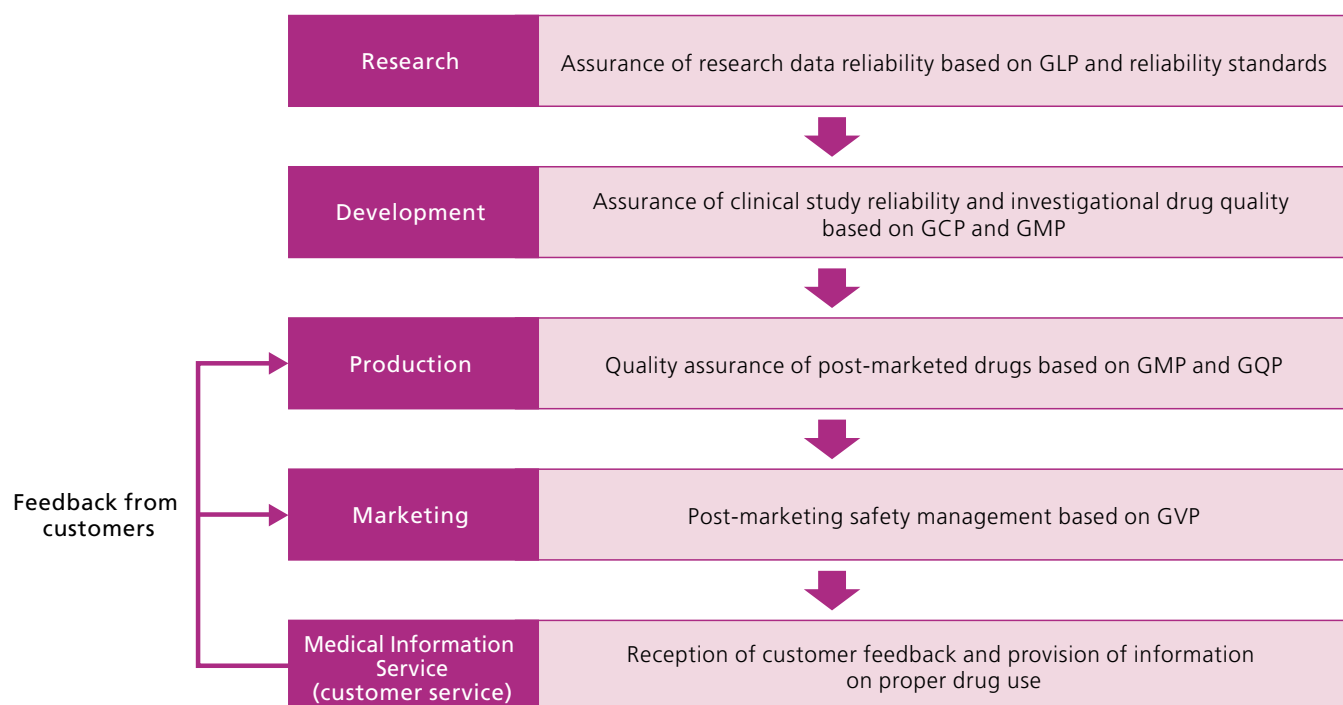 Research
Assurance of research data reliability based on GLP and reliability standards
Development
Assurance of clinical study reliability and investigational drug quality
based on GCP and GMP
Production
Quality assurance of post-marketed drugs based on GMP and GQP
Feedback from
customers
Marketing
Post-marketing safety management based on GVP
Medical Information
Service
(customer service)
Reception of customer feedback and provision of information
on proper drug use